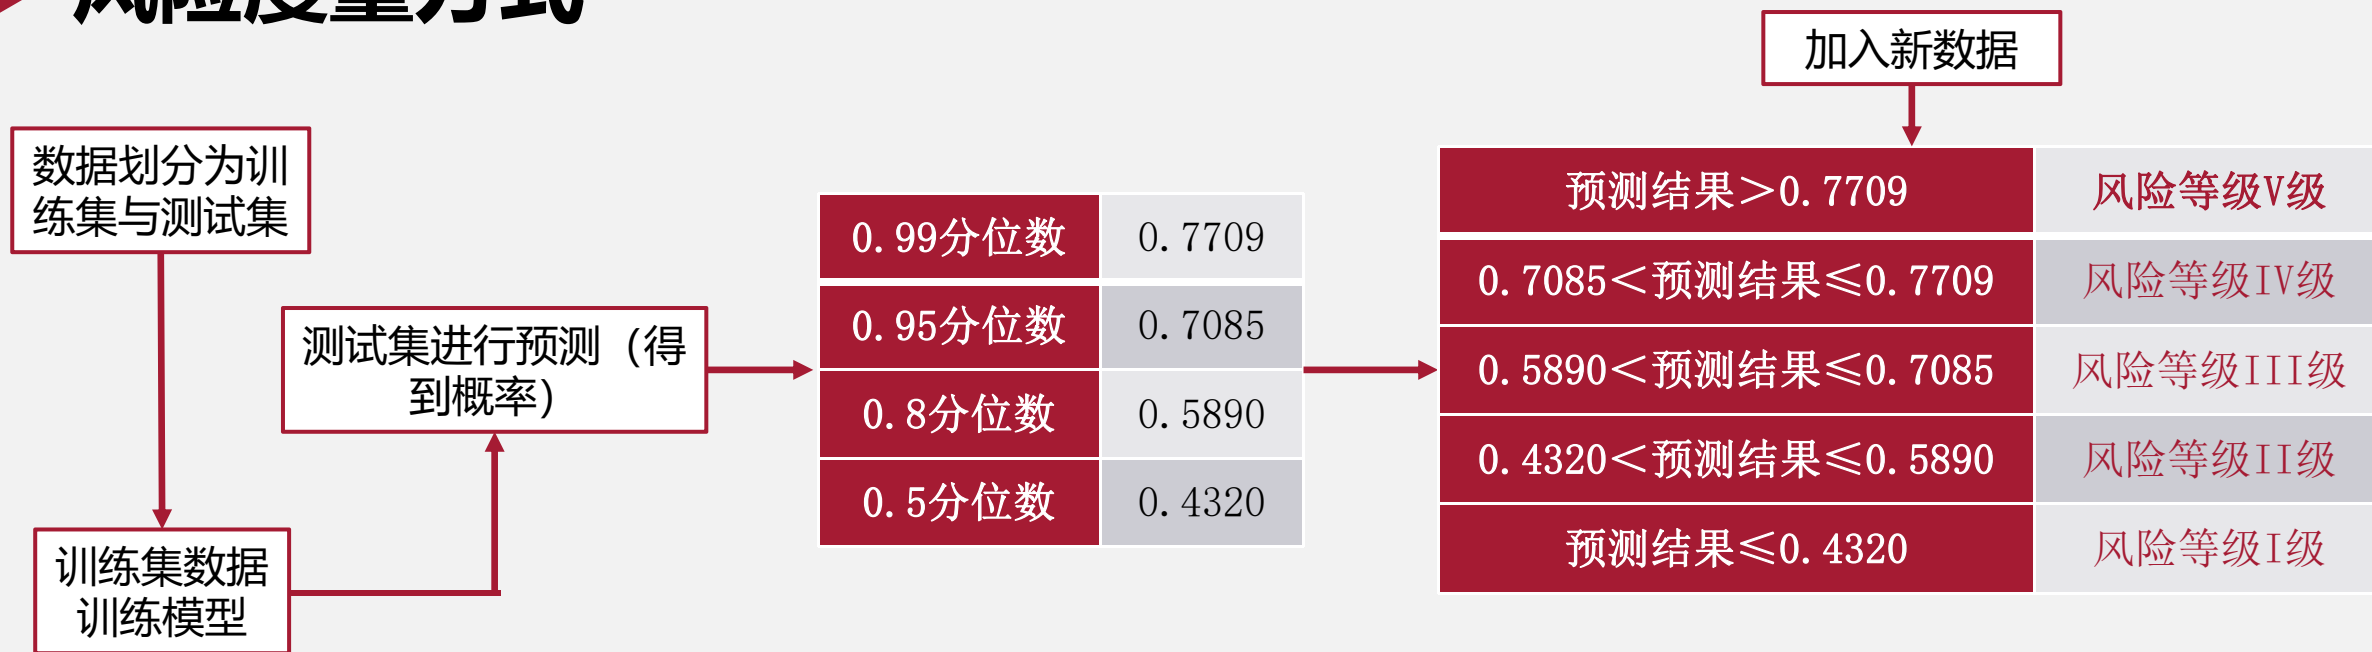 风险度量方式
加入新数据
数据划分为训
练集与测试集
训练集数据
训练模型
测试集进行预测（得
到概率）
0.99分位数 0.7709
0.95分位数 0.7085
0.8分位数 0.5890
0.5分位数 0.4320
预测结果＞0.7709 风险等级V级
0.7085＜预测结果≤0.7709 风险等级IV级
0.5890＜预测结果≤0.7085 风险等级III级
0.4320＜预测结果≤0.5890 风险等级II级
预测结果≤0.4320 风险等级I级